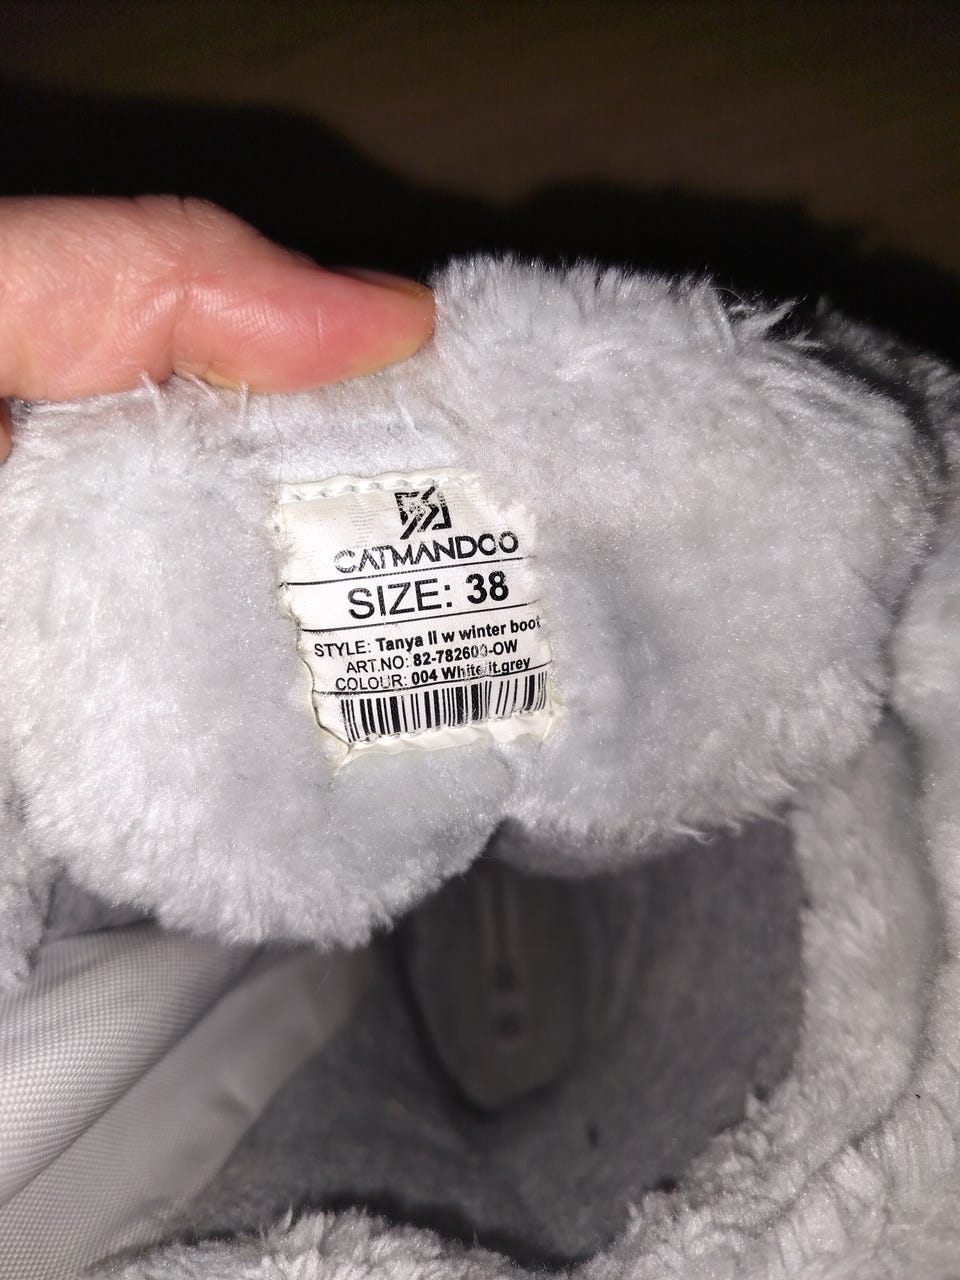 CATMANDOO
SIZE: 38
STYLE: Tanya II w winter boot
ART.NO: 82-782600-OW
COLOUR: 004 White/lt.grey